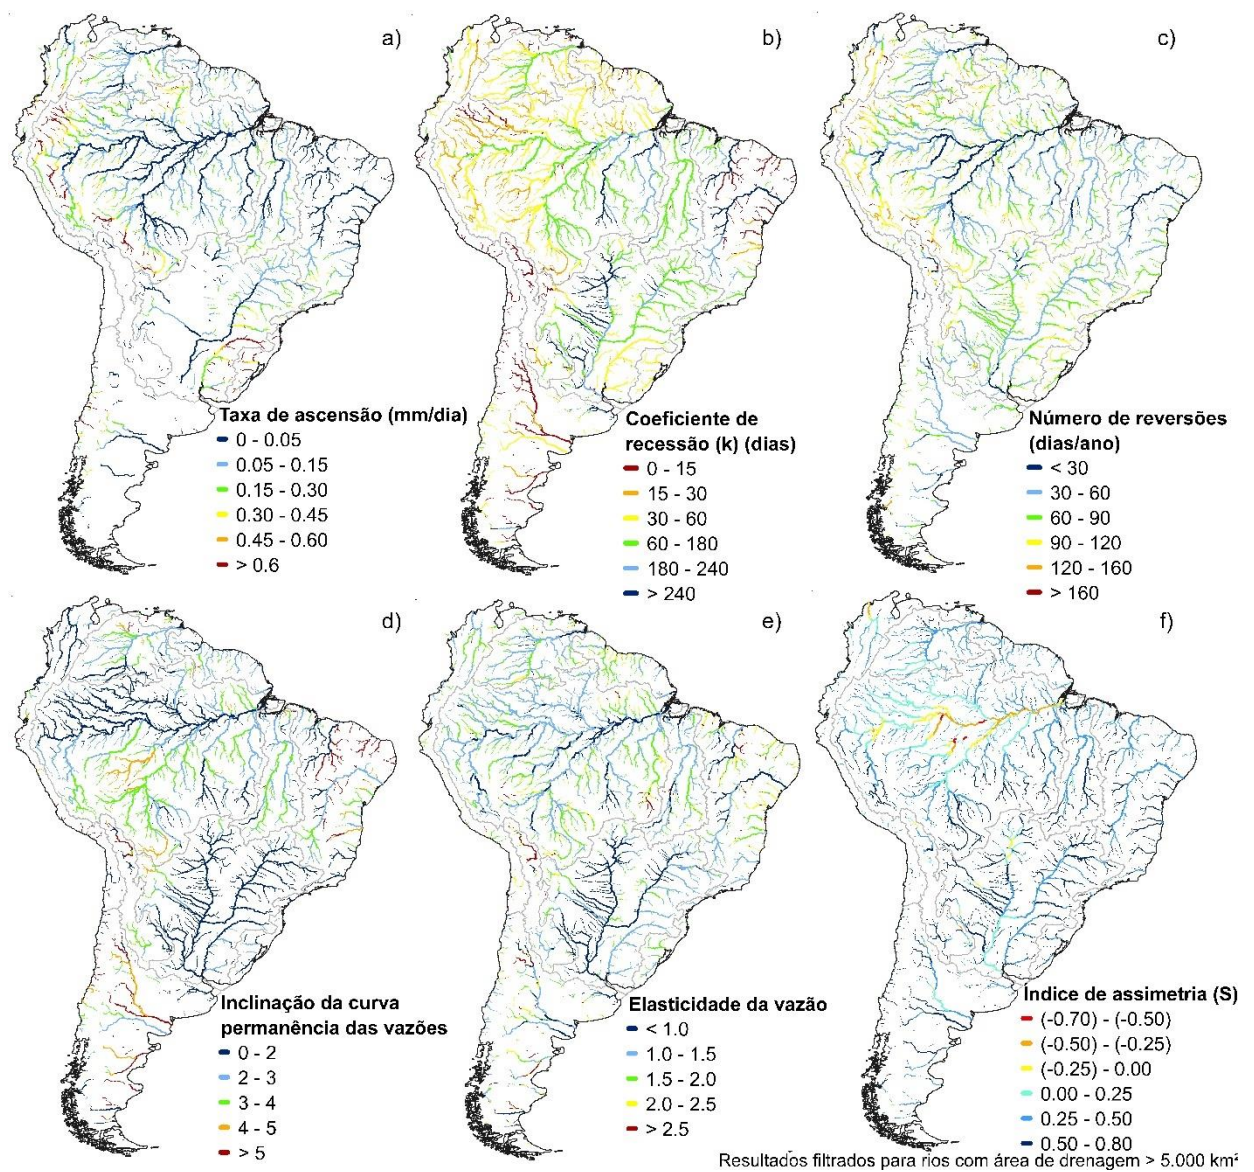 a)
Taxa de ascensão (mm/dia)
0 - 0.05
0.05 - 0.15
0.15 - 0.30
0.30 - 0.45
0.45 - 0.60
> 0.6
b)
Coeficiente de
recessão (k) (dias)
0 - 15
15 - 30
30 - 60
60 - 180
180 - 240
> 240
c)
Número de reversões
(dias/ano)
< 30
30 - 60
60 - 90
90 - 120
120 - 160
> 160
d)
Inclinação da curva
permanência das vazões
0 - 2
2 - 3
3 - 4
4 - 5
> 5
e)
Elasticidade da vazão
< 1.0
1.0 - 1.5
1.5 - 2.0
2.0 - 2.5
> 2.5
f)
Índice de assimetria (S)
(-0.70) - (-0.50)
(-0.50) - (-0.25)
(-0.25) - 0.00
0.00 - 0.25
0.25 - 0.50
0.50 - 0.80
Resultados filtrados para rios com área de drenagem > 5.000 km²